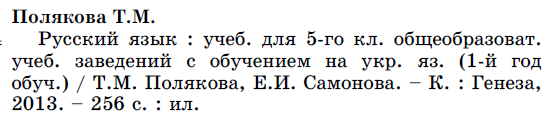 Полякова Т.М.
Русский язык : учеб. для 5-го кл. общеобразоват.
учеб. заведений с обучением на укр. яз. (1-й год
обуч.) / Т.М. Полякова, Е.И. Самонова. – К. : Генеза,
2013. – 256 с. : ил.